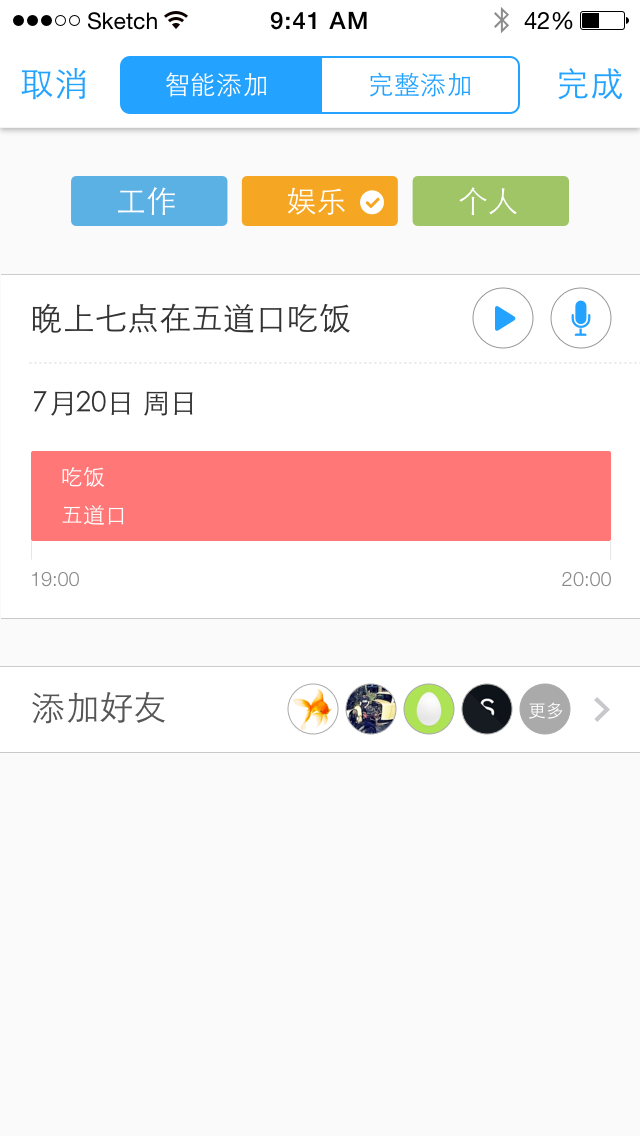 Sketch 9:41 AM 42%
取消 智能添加 完整添加 完成
工作 娱乐 个人
晚上七点在五道口吃饭
7月20日 周日
吃饭
五道口
19:00 20:00
添加好友 更多